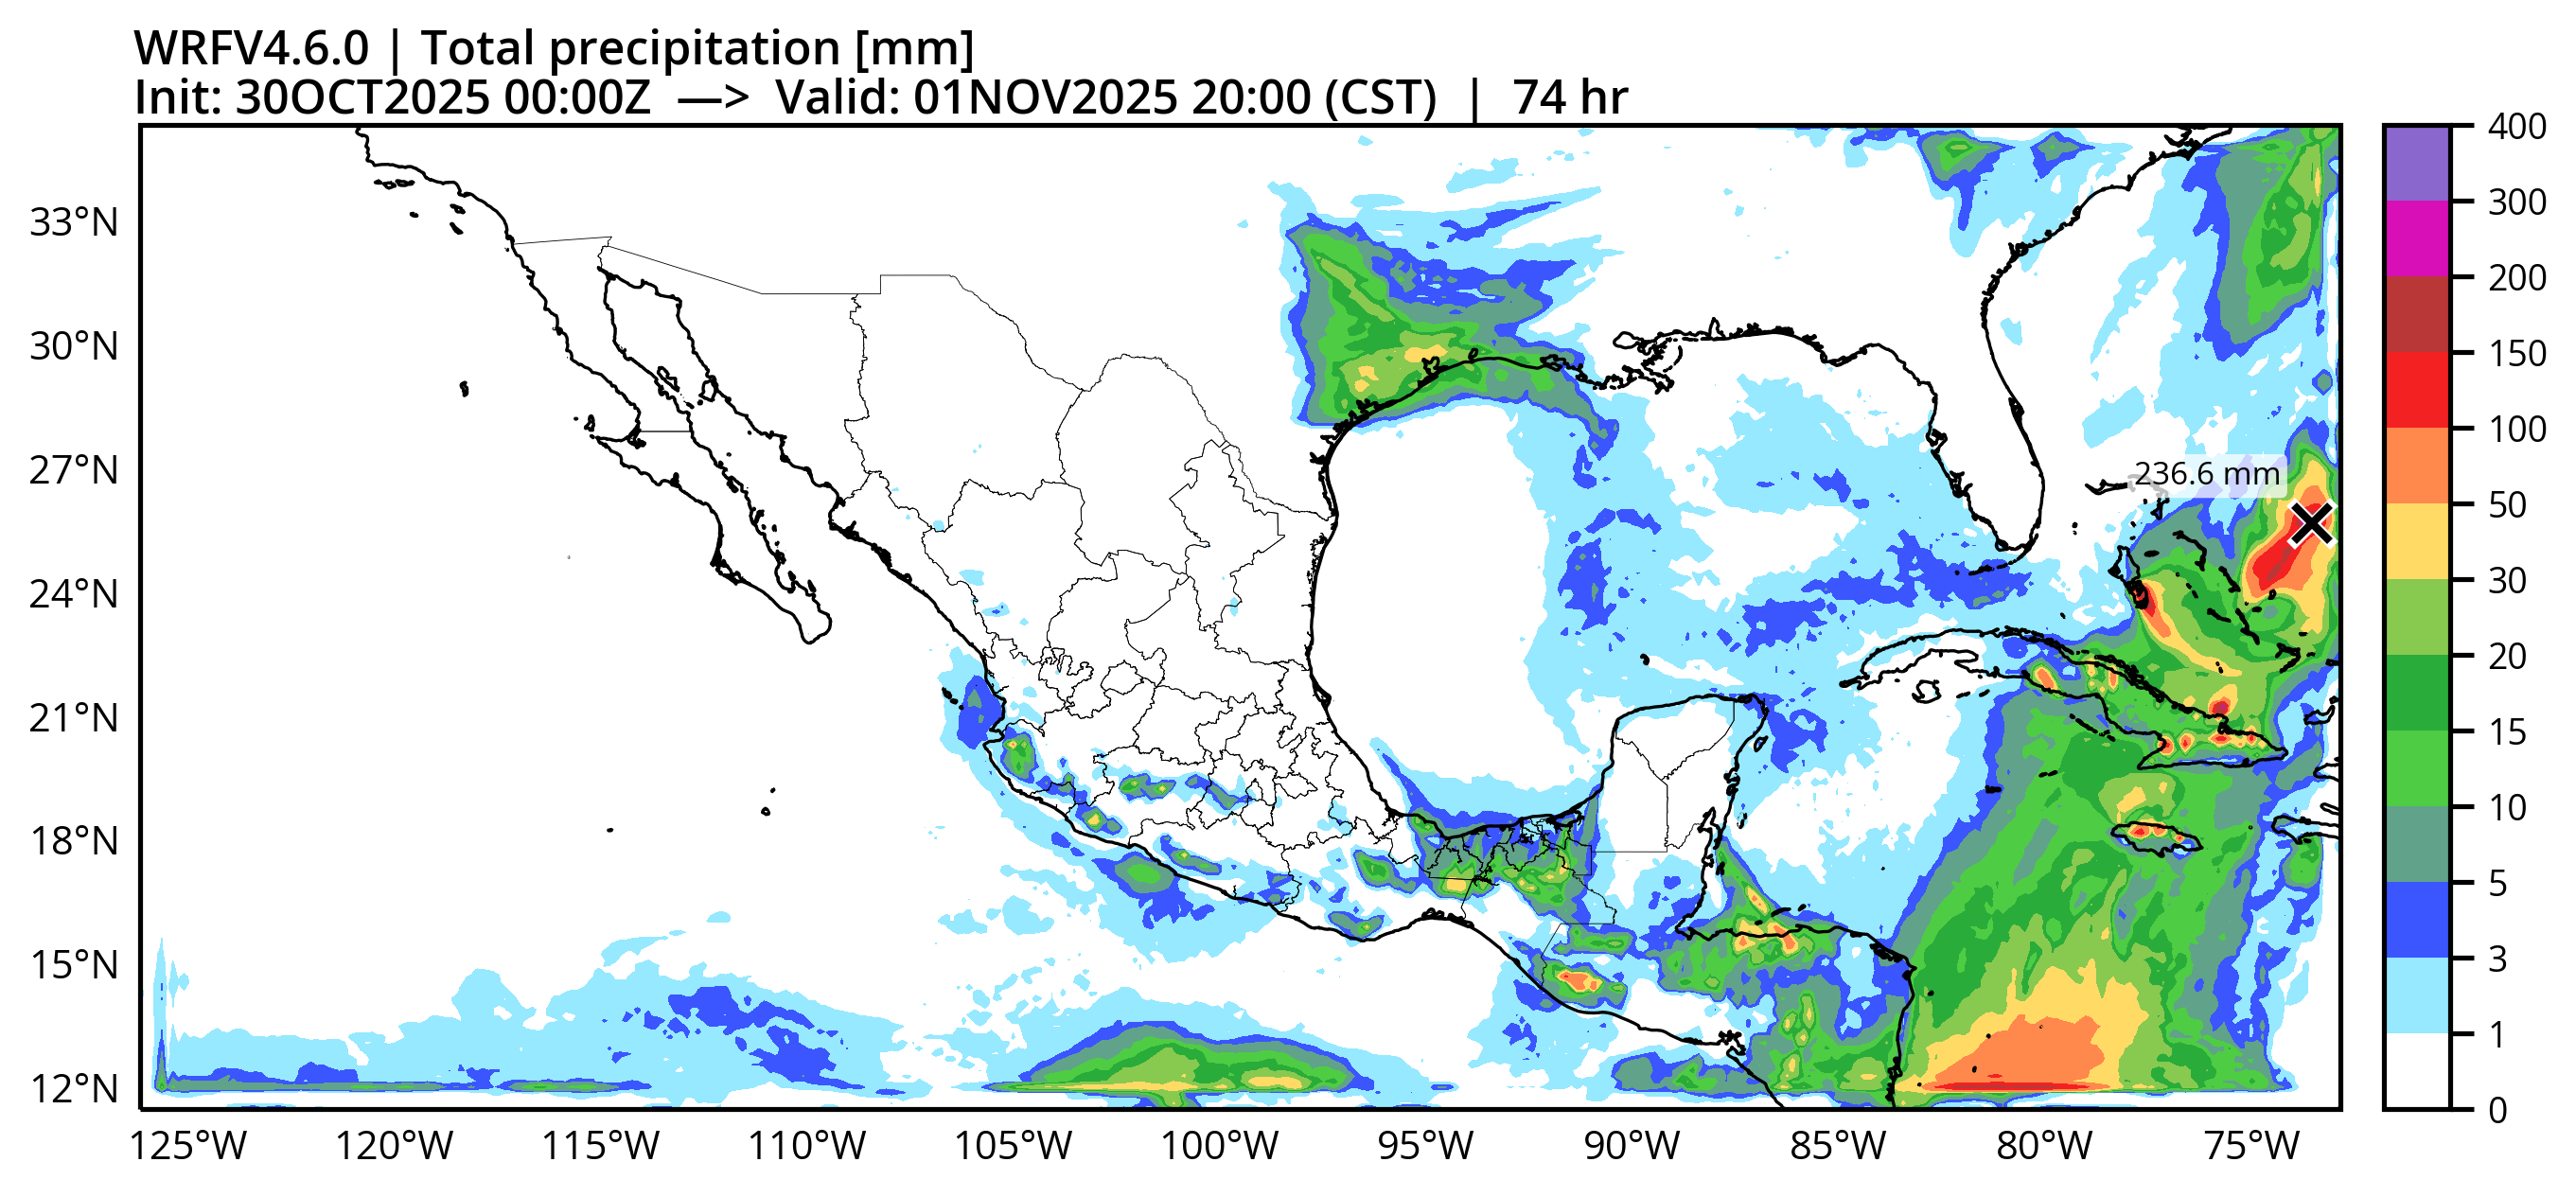 WRFV4.6.0 | Total precipitation [mm]
Init: 30OCT2025 00:00Z —> Valid: 01NOV2025 20:00 (CST) | 74 hr
33°N
30°N
27°N
24°N
21°N
18°N
15°N
12°N
125°W 120°W 115°W 110°W 105°W 100°W 95°W 90°W 85°W 80°W 75°W
236.6 mm
400
300
200
150
100
50
30
20
15
10
5
3
1
0